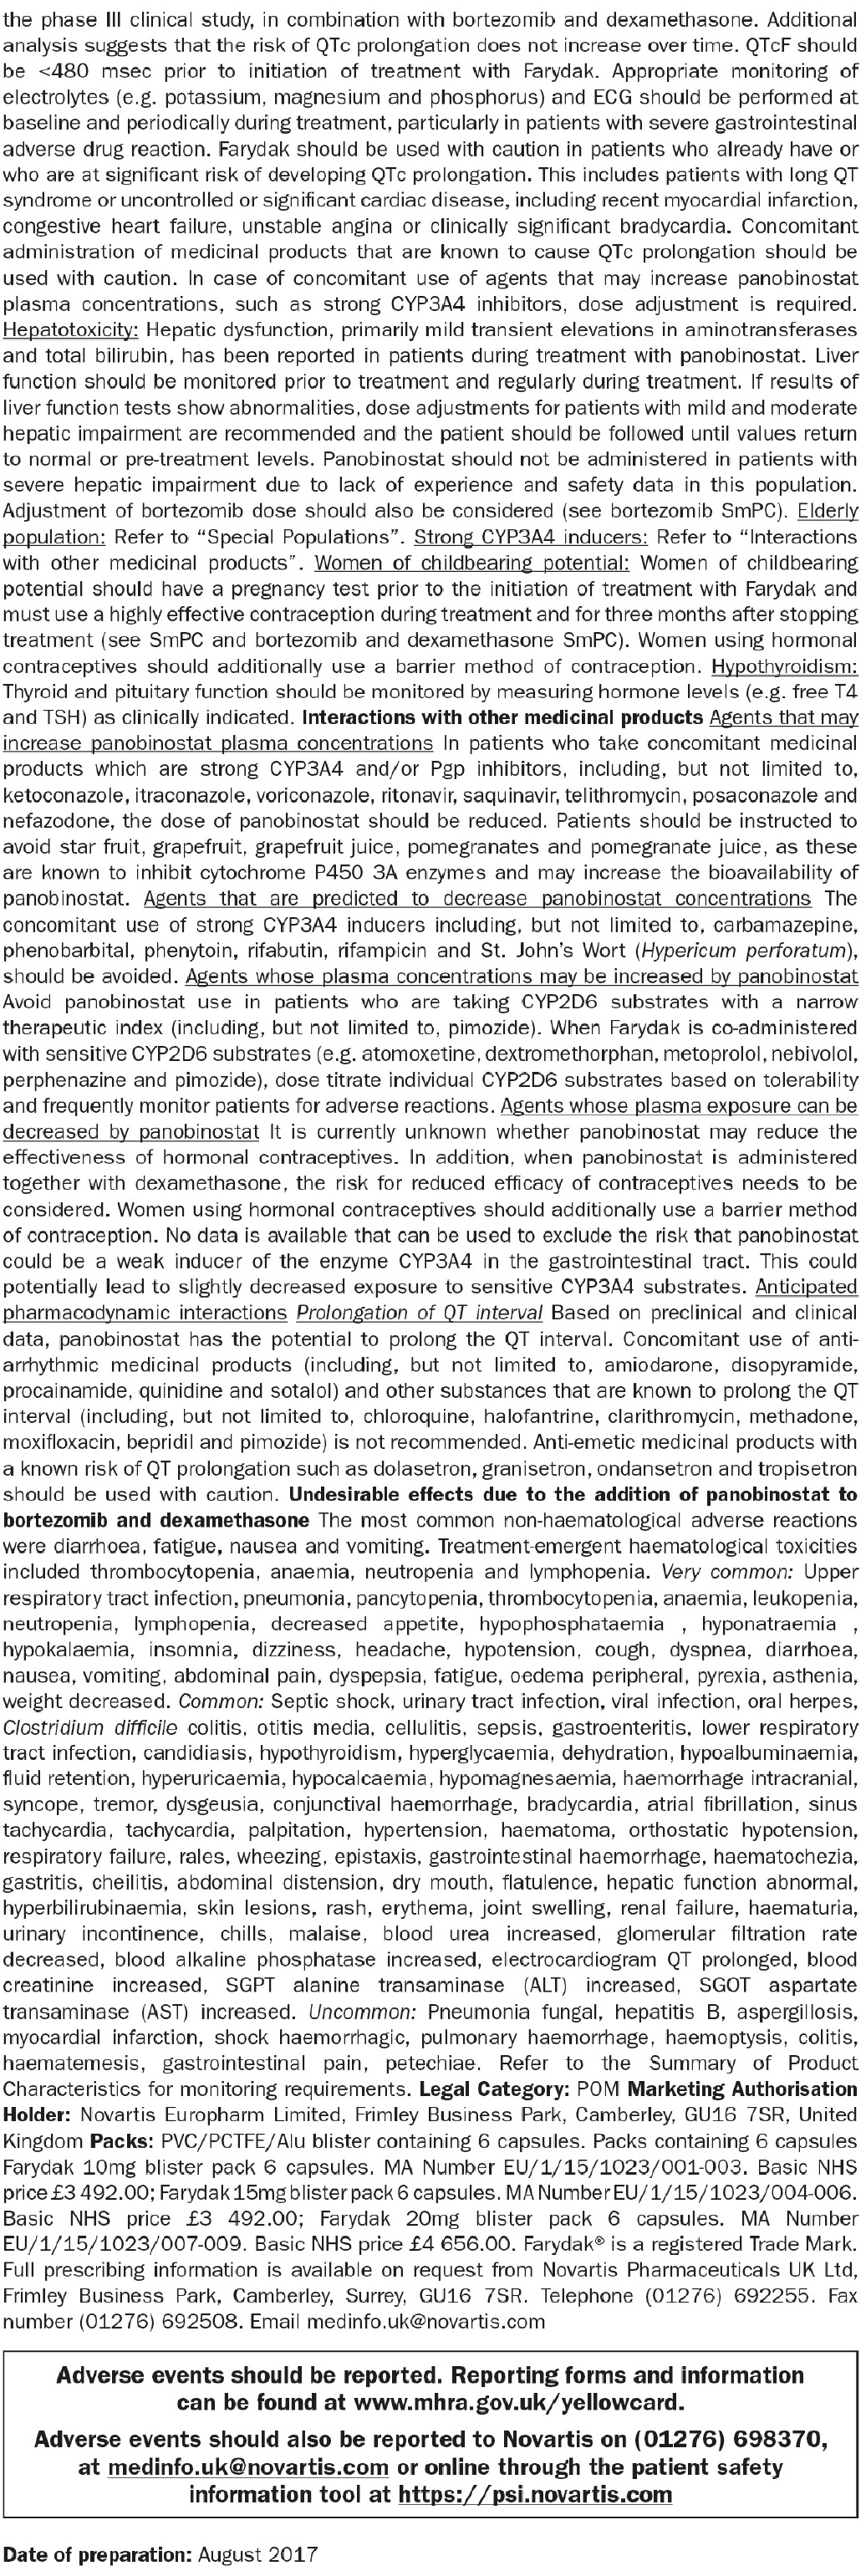 the phase III clinical study, in combination with bortezomib and dexamethasone. Additional
analysis suggests that the risk of QTc prolongation does not increase over time. QTcF should
be <480 msec prior to initiation of treatment with Farydak. Appropriate monitoring of
electrolytes (e.g. potassium, magnesium and phosphorus) and ECG should be performed at
baseline and periodically during treatment, particularly in patients with severe gastrointestinal
adverse drug reaction. Farydak should be used with caution in patients who already have or
who are at significant risk of developing QTc prolongation. This includes patients with long QT
syndrome or uncontrolled or significant cardiac disease, including recent myocardial infarction,
congestive heart failure, unstable angina or clinically significant bradycardia. Concomitant
administration of medicinal products that are known to cause QTc prolongation should be
used with caution. In case of concomitant use of agents that may increase panobinostat
plasma concentrations, such as strong CYP3A4 inhibitors, dose adjustment is required.
Hepatotoxicity: Hepatic dysfunction, primarily mild transient elevations in aminotransferases
and total bilirubin, has been reported in patients during treatment with panobinostat. Liver
function should be monitored prior to treatment and regularly during treatment. If results of
liver function tests show abnormalities, dose adjustments for patients with mild and moderate
hepatic impairment are recommended and the patient should be followed until values return
to normal or pre-treatment levels. Panobinostat should not be administered in patients with
severe hepatic impairment due to lack of experience and safety data in this population.
Adjustment of bortezomib dose should also be considered (see bortezomib SmPC). Elderly
population: Refer to “Special Populations”. Strong CYP3A4 inducers: Refer to “Interactions
with other medicinal products”. Women of childbearing potential: Women of childbearing
potential should have a pregnancy test prior to the initiation of treatment with Farydak and
must use a highly effective contraception during treatment and for three months after stopping
treatment (see SmPC and bortezomib and dexamethasone SmPC). Women using hormonal
contraceptives should additionally use a barrier method of contraception. Hypothyroidism:
Thyroid and pituitary function should be monitored by measuring hormone levels (e.g. free T4
and TSH) as clinically indicated. Interactions with other medicinal products Agents that may
increase panobinostat plasma concentrations In patients who take concomitant medicinal
products which are strong CYP3A4 and/or Pgp inhibitors, including, but not limited to,
ketoconazole, itraconazole, voriconazole, ritonavir, saquinavir, telithromycin, posaconazole and
nefazodone, the dose of panobinostat should be reduced. Patients should be instructed to
avoid star fruit, grapefruit, grapefruit juice, pomegranates and pomegranate juice, as these
are known to inhibit cytochrome P450 3A enzymes and may increase the bioavailability of
panobinostat. Agents that are predicted to decrease panobinostat concentrations The
concomitant use of strong CYP3A4 inducers including, but not limited to, carbamazepine,
phenobarbital, phenytoin, rifabutin, rifampicin and St. John’s Wort (Hypericum perforatum),
should be avoided. Agents whose plasma concentrations may be increased by panobinostat
Avoid panobinostat use in patients who are taking CYP2D6 substrates with a narrow
therapeutic index (including, but not limited to, pimozide). When Farydak is co-administered
with sensitive CYP2D6 substrates (e.g. atomoxetine, dextromethorphan, metoprolol, nebivolol,
perphenazine and pimozide), dose titrate individual CYP2D6 substrates based on tolerability
and frequently monitor patients for adverse reactions. Agents whose plasma exposure can be
decreased by panobinostat It is currently unknown whether panobinostat may reduce the
effectiveness of hormonal contraceptives. In addition, when panobinostat is administered
together with dexamethasone, the risk for reduced efficacy of contraceptives needs to be
considered. Women using hormonal contraceptives should additionally use a barrier method
of contraception. No data is available that can be used to exclude the risk that panobinostat
could be a weak inducer of the enzyme CYP3A4 in the gastrointestinal tract. This could
potentially lead to slightly decreased exposure to sensitive CYP3A4 substrates. Anticipated
pharmacodynamic interactions Prolongation of QT interval Based on preclinical and clinical
data, panobinostat has the potential to prolong the QT interval. Concomitant use of anti-
arrhythmic medicinal products (including, but not limited to, amiodarone, disopyramide,
procainamide, quinidine and sotalol) and other substances that are known to prolong the QT
interval (including, but not limited to, chloroquine, halofantrine, clarithromycin, methadone,
moxifloxacin, bepridil and pimozide) is not recommended. Anti-emetic medicinal products with
a known risk of QT prolongation such as dolasetron, granisetron, ondansetron and tropisetron
should be used with caution. Undesirable effects due to the addition of panobinostat to
bortezomib and dexamethasone The most common non-haematological adverse reactions
were diarrhoea, fatigue, nausea and vomiting. Treatment-emergent haematological toxicities
included thrombocytopenia, anaemia, neutropenia and lymphopenia. Very common: Upper
respiratory tract infection, pneumonia, pancytopenia, thrombocytopenia, anaemia, leukopenia,
neutropenia, lymphopenia, decreased appetite, hypophosphataemia , hyponatraemia ,
hypokalaemia, insomnia, dizziness, headache, hypotension, cough, dyspnea, diarrhoea,
nausea, vomiting, abdominal pain, dyspepsia, fatigue, oedema peripheral, pyrexia, asthenia,
weight decreased. Common: Septic shock, urinary tract infection, viral infection, oral herpes,
Clostridium difficile colitis, otitis media, cellulitis, sepsis, gastroenteritis, lower respiratory
tract infection, candidiasis, hypothyroidism, hyperglycaemia, dehydration, hypoalbuminaemia,
fluid retention, hyperuricaemia, hypocalcaemia, hypomagnesaemia, haemorrhage intracranial,
syncope, tremor, dysgeusia, conjunctival haemorrhage, bradycardia, atrial fibrillation, sinus
tachycardia, tachycardia, palpitation, hypertension, haematoma, orthostatic hypotension,
respiratory failure, rales, wheezing, epistaxis, gastrointestinal haemorrhage, haematochezia,
gastritis, cheilitis, abdominal distension, dry mouth, flatulence, hepatic function abnormal,
hyperbilirubinaemia, skin lesions, rash, erythema, joint swelling, renal failure, haematuria,
urinary incontinence, chills, malaise, blood urea increased, glomerular filtration rate
decreased, blood alkaline phosphatase increased, electrocardiogram QT prolonged, blood
creatinine increased, SGPT alanine transaminase (ALT) increased, SGOT aspartate
transaminase (AST) increased. Uncommon: Pneumonia fungal, hepatitis B, aspergillosis,
myocardial infarction, shock haemorrhagic, pulmonary haemorrhage, haemoptysis, colitis,
haematemesis, gastrointestinal pain, petechiae. Refer to the Summary of Product
Characteristics for monitoring requirements. Legal Category: POM Marketing Authorisation
Holder: Novartis Europharm Limited, Frimley Business Park, Camberley, GU16 7SR, United
Kingdom Packs: PVC/PCTFE/Alu blister containing 6 capsules. Packs containing 6 capsules
Farydak 10mg blister pack 6 capsules. MA Number EU/1/15/1023/001-003. Basic NHS
price £3 492.00; Farydak 15mg blister pack 6 capsules. MA Number EU/1/15/1023/004-006.
Basic NHS price £3 492.00; Farydak 20mg blister pack 6 capsules. MA Number
EU/1/15/1023/007-009. Basic NHS price £4 656.00. Farydak® is a registered Trade Mark.
Full prescribing information is available on request from Novartis Pharmaceuticals UK Ltd,
Frimley Business Park, Camberley, Surrey, GU16 7SR. Telephone (01276) 692255. Fax
number (01276) 692508. Email medinfo.uk@novartis.com
Adverse events should be reported. Reporting forms and information
can be found at www.mhra.gov.uk/yellowcard.
Adverse events should also be reported to Novartis on (01276) 698370,
at medinfo.uk@novartis.com or online through the patient safety
information tool at https://psi.novartis.com
Date of preparation: August 2017